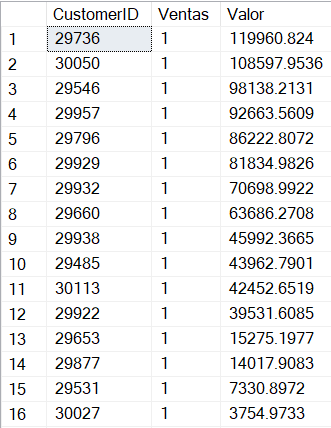 CustomerID Ventas Valor
1 29736 1 119960.824
2 30050 1 108597.9536
3 29546 1 98138.2131
4 29957 1 92663.5609
5 29796 1 86222.8072
6 29929 1 81834.9826
7 29932 1 70698.9922
8 29660 1 63686.2708
9 29938 1 45992.3665
10 29485 1 43962.7901
11 30113 1 42452.6519
12 29922 1 39531.6085
13 29653 1 15275.1977
14 29877 1 14017.9083
15 29531 1 7330.8972
16 30027 1 3754.9733